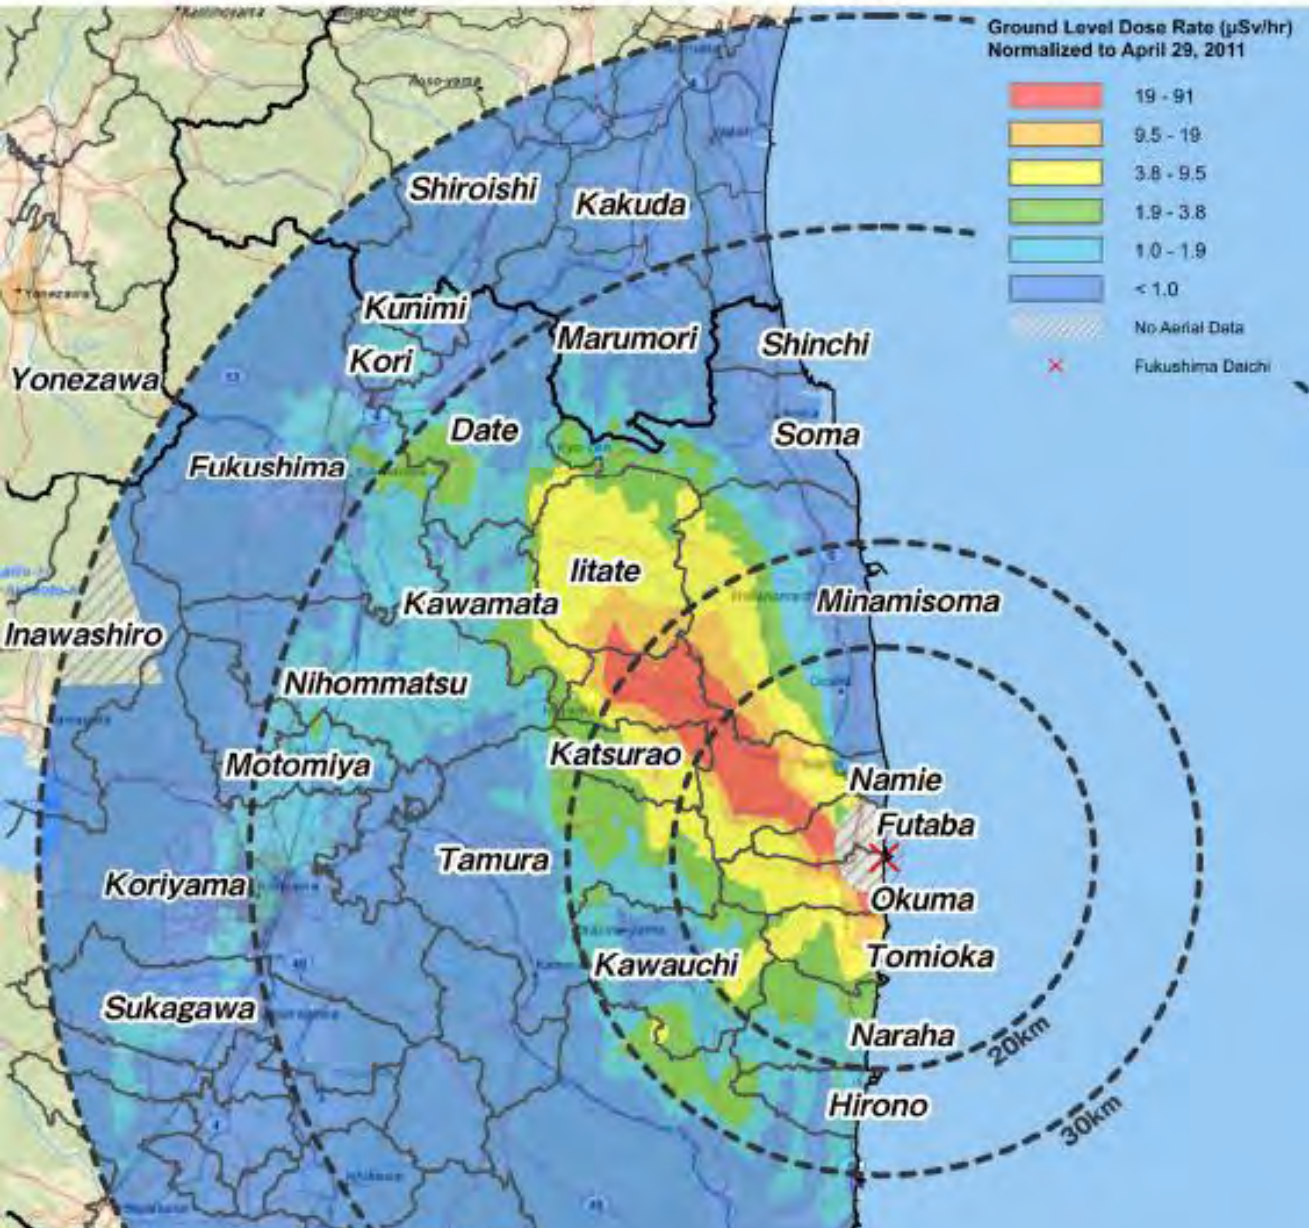 Ground Level Dose Rate (µSv/hr)
Normalized to April 29, 2011
19 - 91
9.5 - 19
3.8 - 9.5
1.9 - 3.8
1.0 - 1.9
< 1.0
No Aerial Data
Fukushima Daichi
Shiroishi
Kakuda
Kunimi
Marumori
Kori
Shinchi
Yonezawa
Yonezawa
Date
Soma
Fukushima
Iitate
Kawamata
Minamisoma
Inawashiro
Nihommatsu
Katsurao
Motomiya
Namie
Futaba
Tamura
Koriyama
Okuma
Kawauchi
Tomioka
Sukagawa
Naraha
20km
Hirono
30km